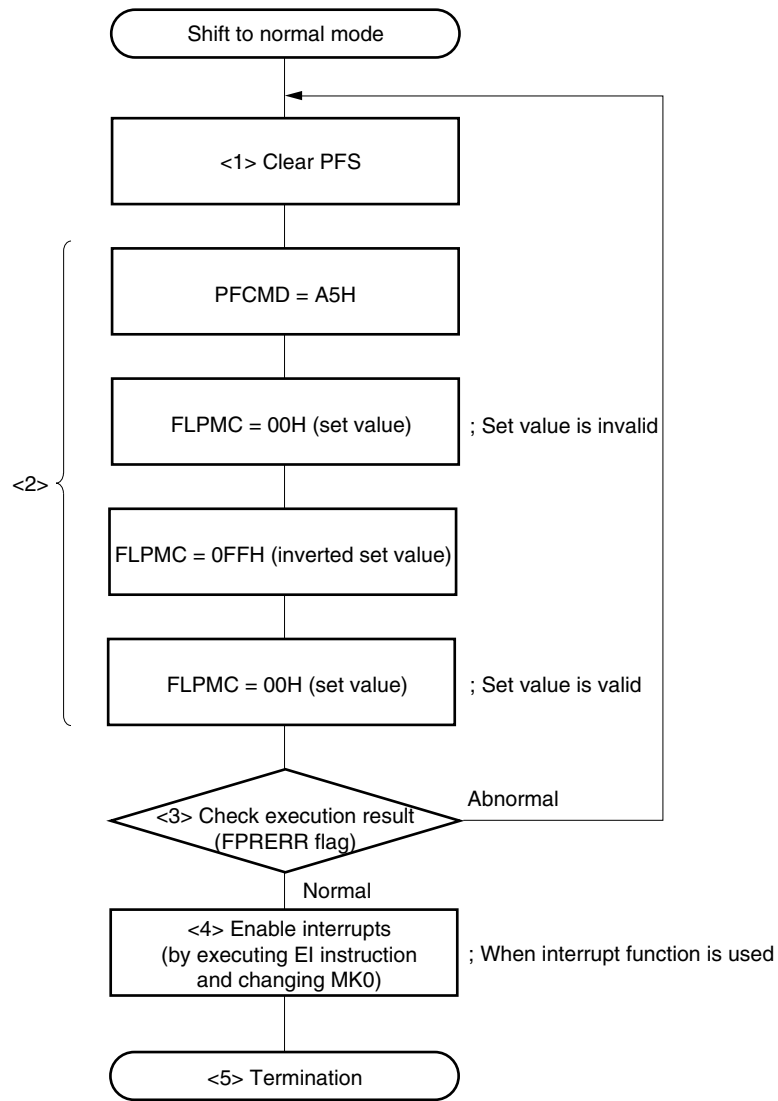 Shift to normal mode
<1> Clear PFS
PFCMD = A5H
FLPMC = 00H (set value)
; Set value is invalid
<2>
FLPMC = 0FFH (inverted set value)
FLPMC = 00H (set value)
; Set value is valid
<3> Check execution result
(FPRERR flag)
Abnormal
Normal
<4> Enable interrupts
(by executing EI instruction
and changing MK0)
; When interrupt function is used
<5> Termination